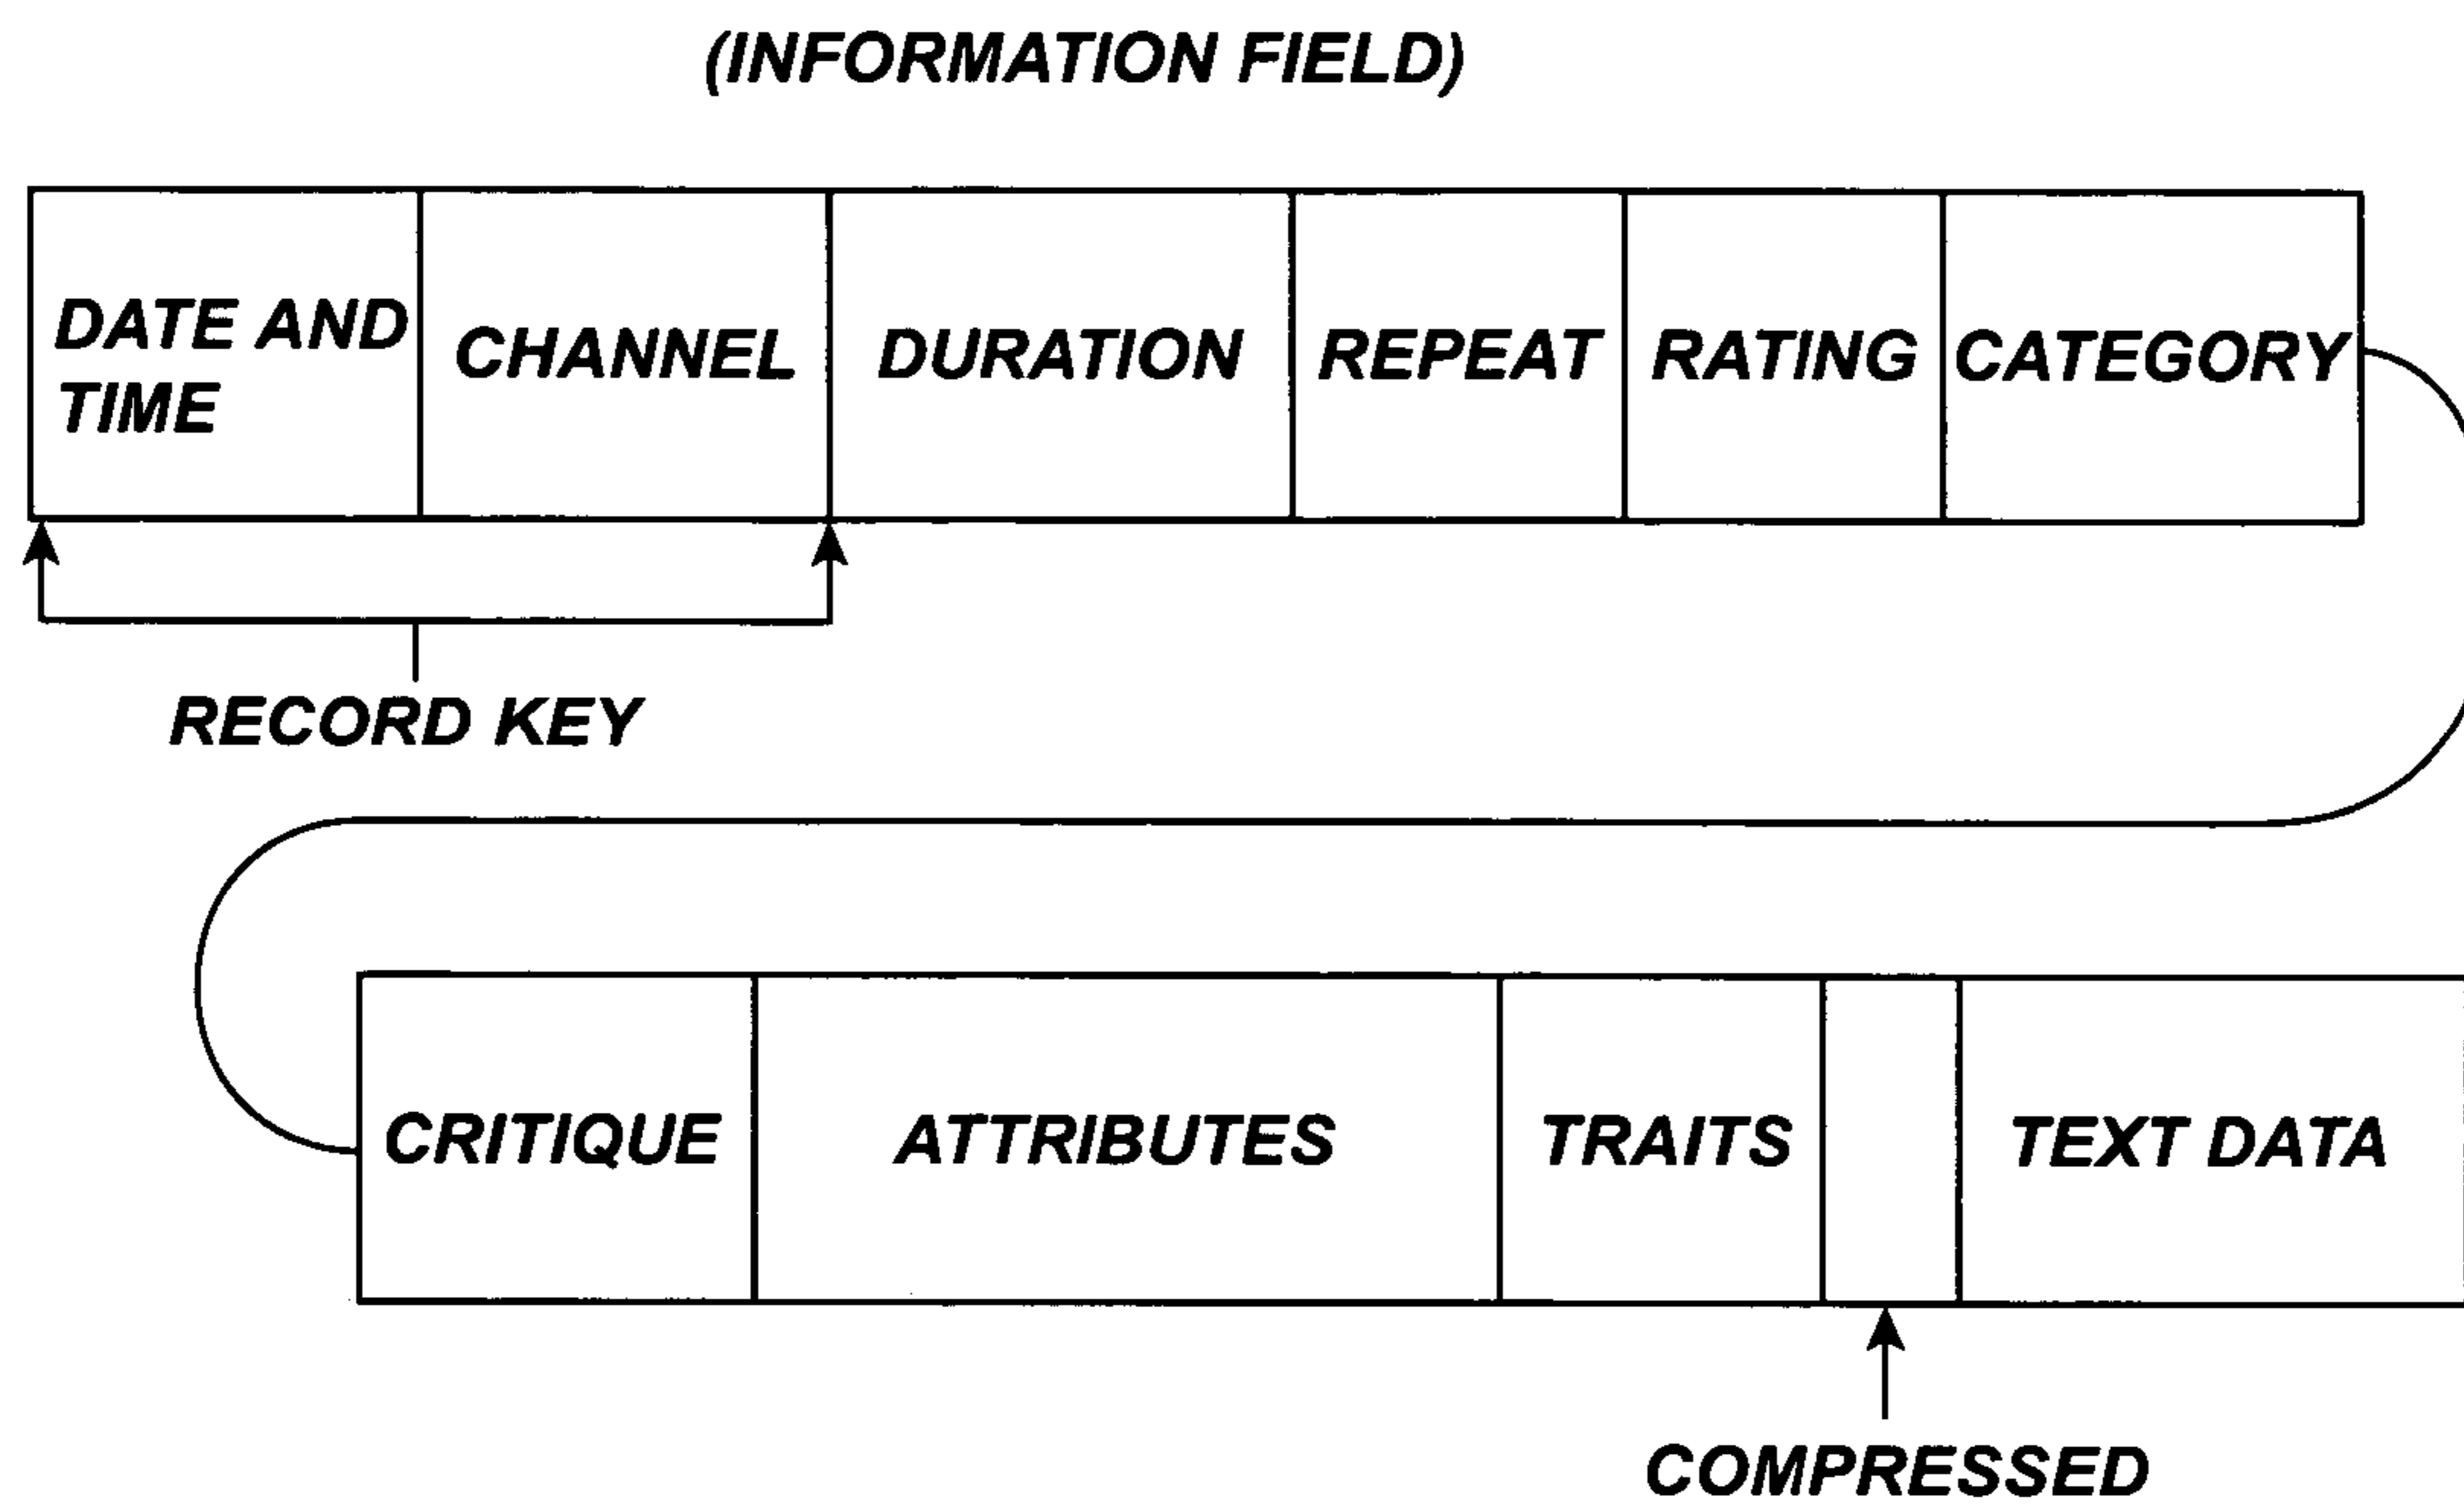 (INFORMATION FIELD)
DATE AND
TIME
CHANNEL
DURATION
REPEAT
RATING
CATEGORY
RECORD KEY
CRITIQUE
ATTRIBUTES
TRAITS
TEXT DATA
COMPRESSED